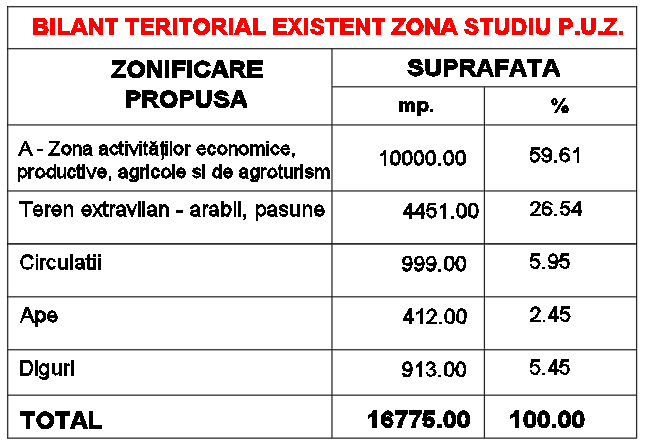 BILANT TERITORIAL EXISTENT ZONA STUDIU P.U.Z.
ZONIFICARE PROPUSA
SUPRAFATA
mp.
%
A - Zona activităţilor economice,
productive, agricole si de agroturism
10000.00
59.61
Teren extravilan - arabil, pasune
4451.00
26.54
Circulatii
999.00
5.95
Ape
412.00
2.45
Diguri
913.00
5.45
TOTAL
16775.00
100.00